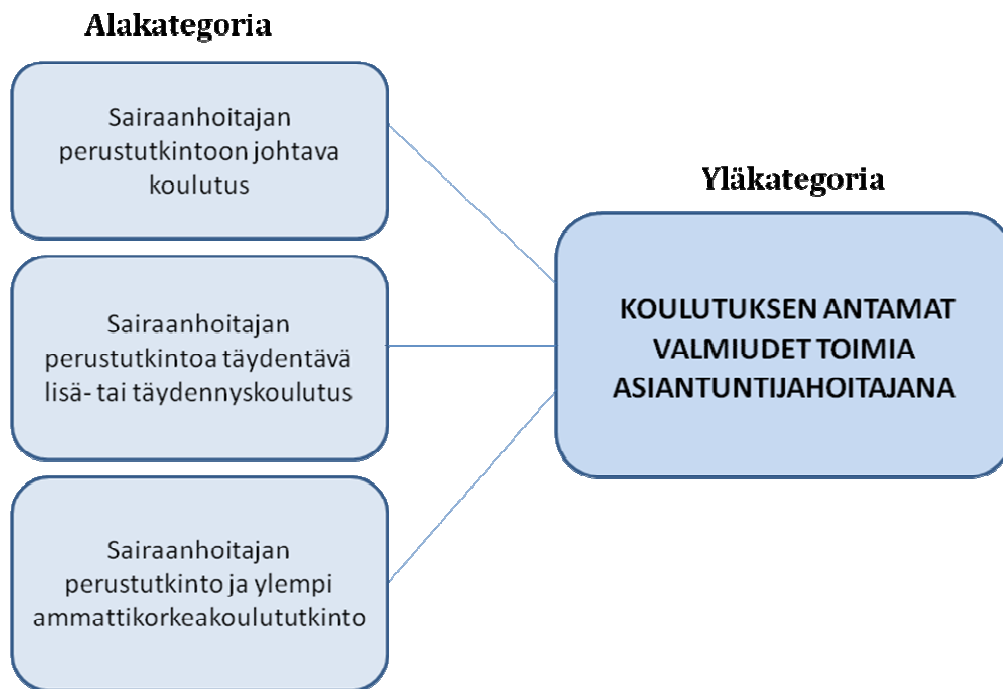 Alakategoria
Sairaanhoitajan
perustutkintoon johtava
koulutus
Sairaanhoitajan
perustutkintoa täydentävä
lisä- tai täydennyskoulutus
Sairaanhoitajan
perustutkinto ja ylempi
ammattikorkeakoulututkinto
Yläkategoria
KOULUTUKSEN ANTAMAT
VALMIUDET TOIMIA
ASIANTUNTIJAHOITAJANA